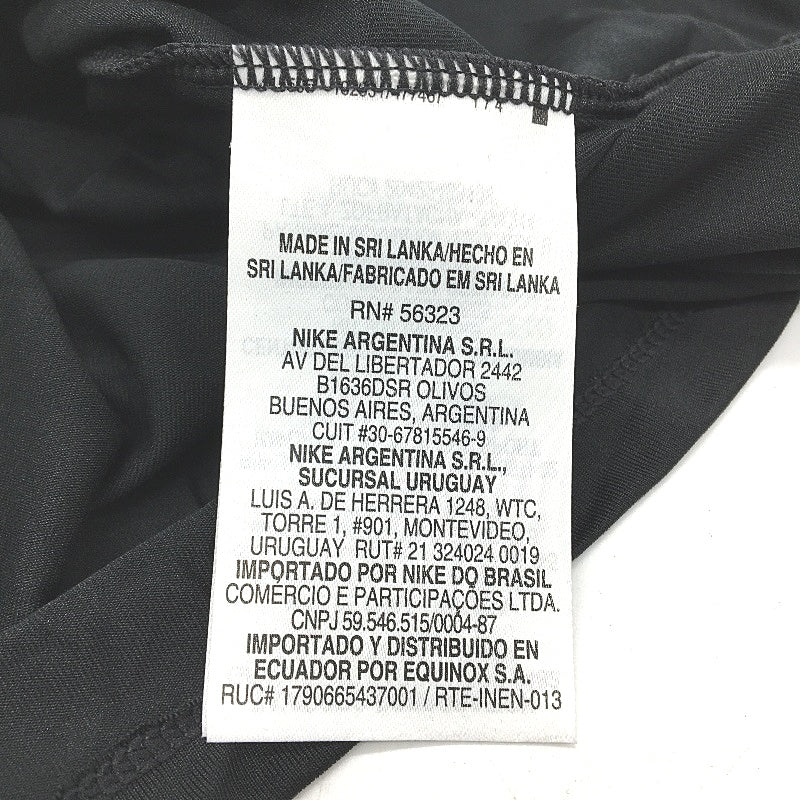 MADE IN SRI LANKA/HECHO EN
SRI LANKA/FABRICADO EM SRI LANKA
RN# 56323
NIKE ARGENTINA S.R.L.
AV DEL LIBERTADOR 2442
B1636DSR OLIVOS
BUENOS AIRES, ARGENTINA
CUIT #30-67815546-9
NIKE ARGENTINA S.R.L.,
SUCURSAL URUGUAY
LUIS A. DE HERRERA 1248, WTC,
TORRE 1, #901, MONTEVIDEO,
URUGUAY RUT# 21 324024 0019
IMPORTADO POR NIKE DO BRASIL
COMÉRCIO E PARTICIPAÇÕES LTDA.
CNPJ 59.546.515/0004-87
IMPORTADO Y DISTRIBUIDO EN
ECUADOR POR EQUINOX S.A.
RUC# 1790665437001 / RTE-INEN-013